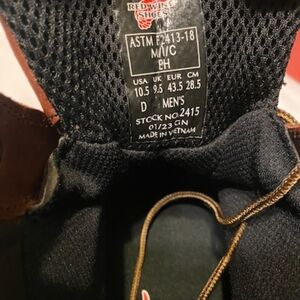 RED WING
SHOES
ASTM F2413-18
M/I/C
EH
USA UK EUR CM
10.5 9.5 43.5 28.5
D MEN'S
STOCK NO.2415
01/23 GN
MADE IN VIETNAM